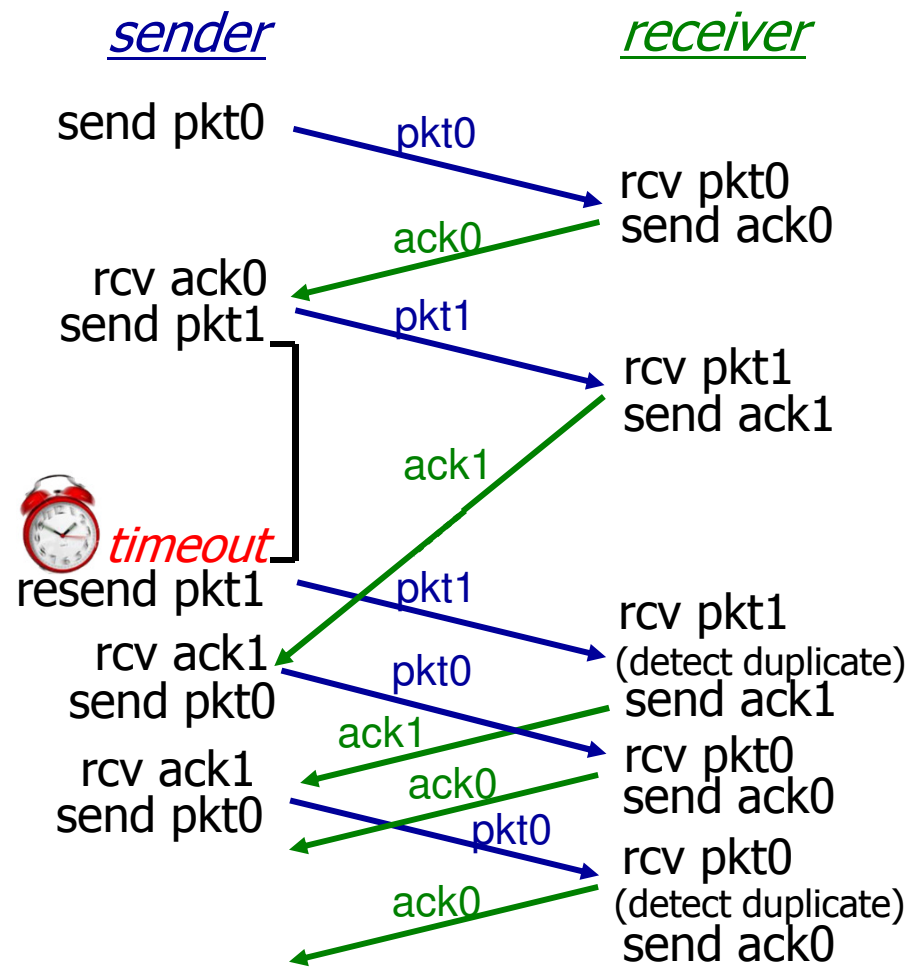 sender
receiver
send pkt0
pkt0
rcv pkt0
send ack0
ack0
rcv ack0
send pkt1
pkt1
rcv pkt1
send ack1
ack1
timeout
resend pkt1
pkt1
rcv pkt1
(detect duplicate)
send ack1
rcv ack1
send pkt0
pkt0
ack1
rcv pkt0
send ack0
rcv ack1
send pkt0
ack0
pkt0
rcv pkt0
(detect duplicate)
send ack0
ack0